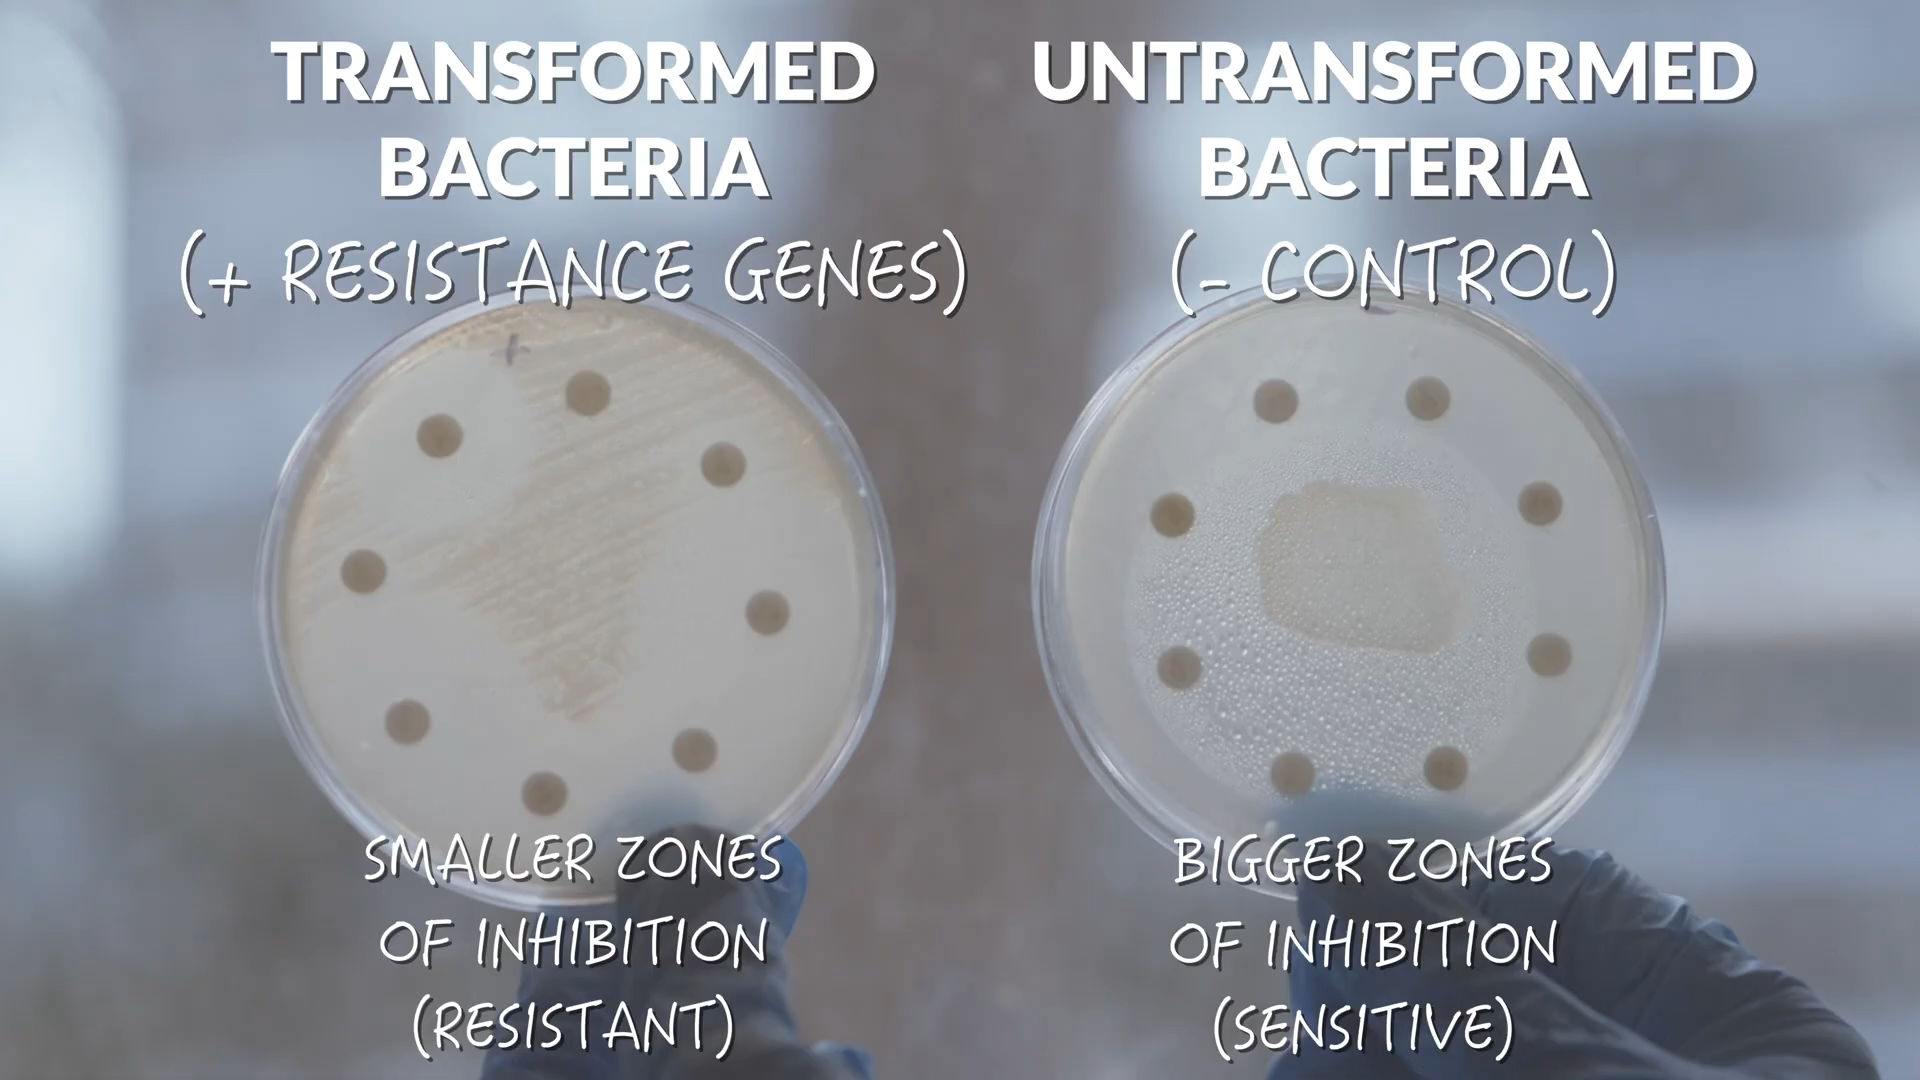 TRANSFORMED
BACTERIA
(+ RESISTANCE GENES)
+
SMALLER ZONES
OF INHIBITION
(RESISTANT)
UNTRANSFORMED
BACTERIA
(- CONTROL)
-
BIGGER ZONES
OF INHIBITION
(SENSITIVE)